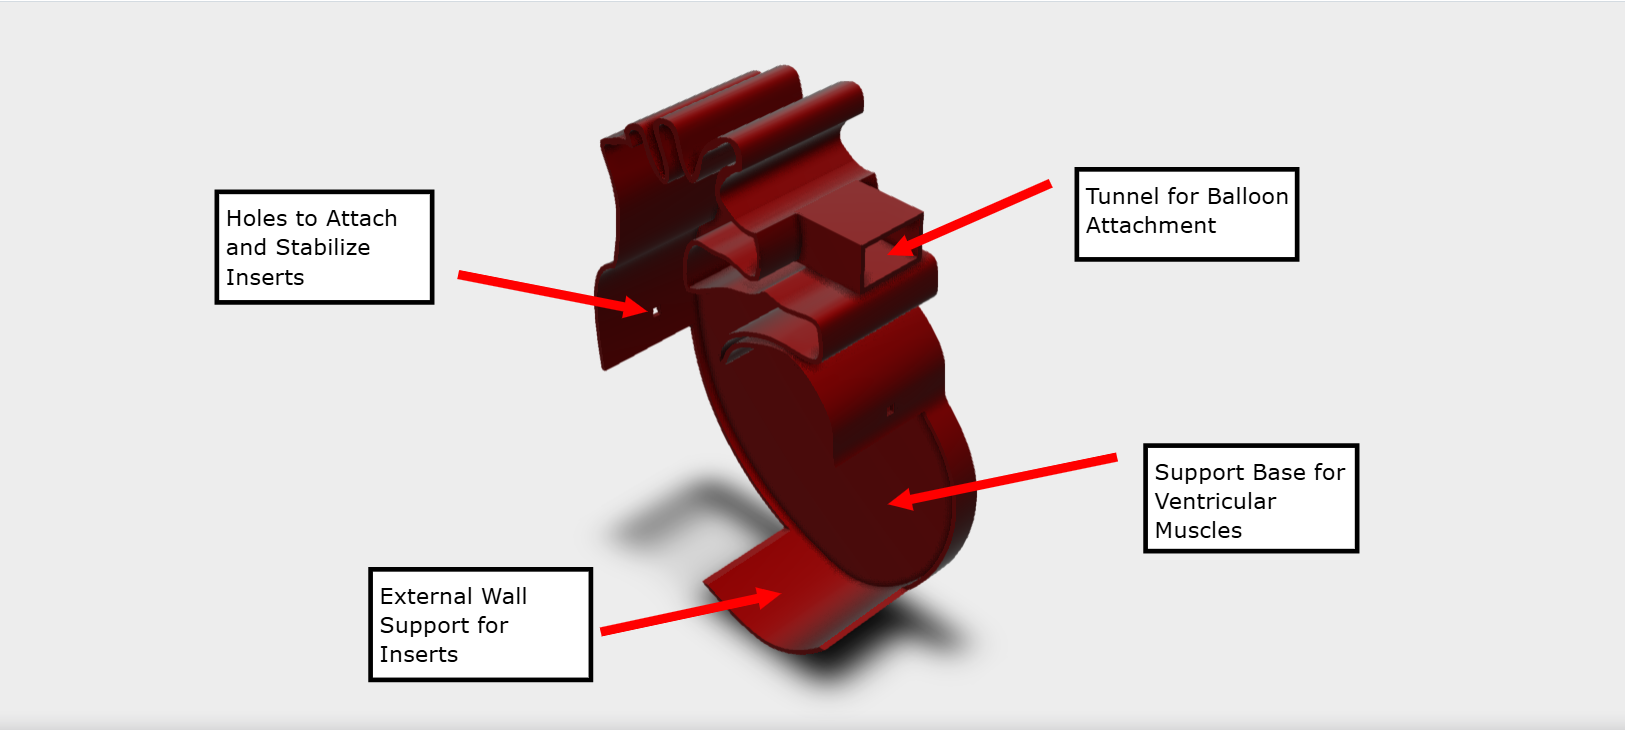 Holes to Attach
and Stabilize
Inserts
Tunnel for Balloon
Attachment
Support Base for
Ventricular
Muscles
External Wall
Support for
Inserts